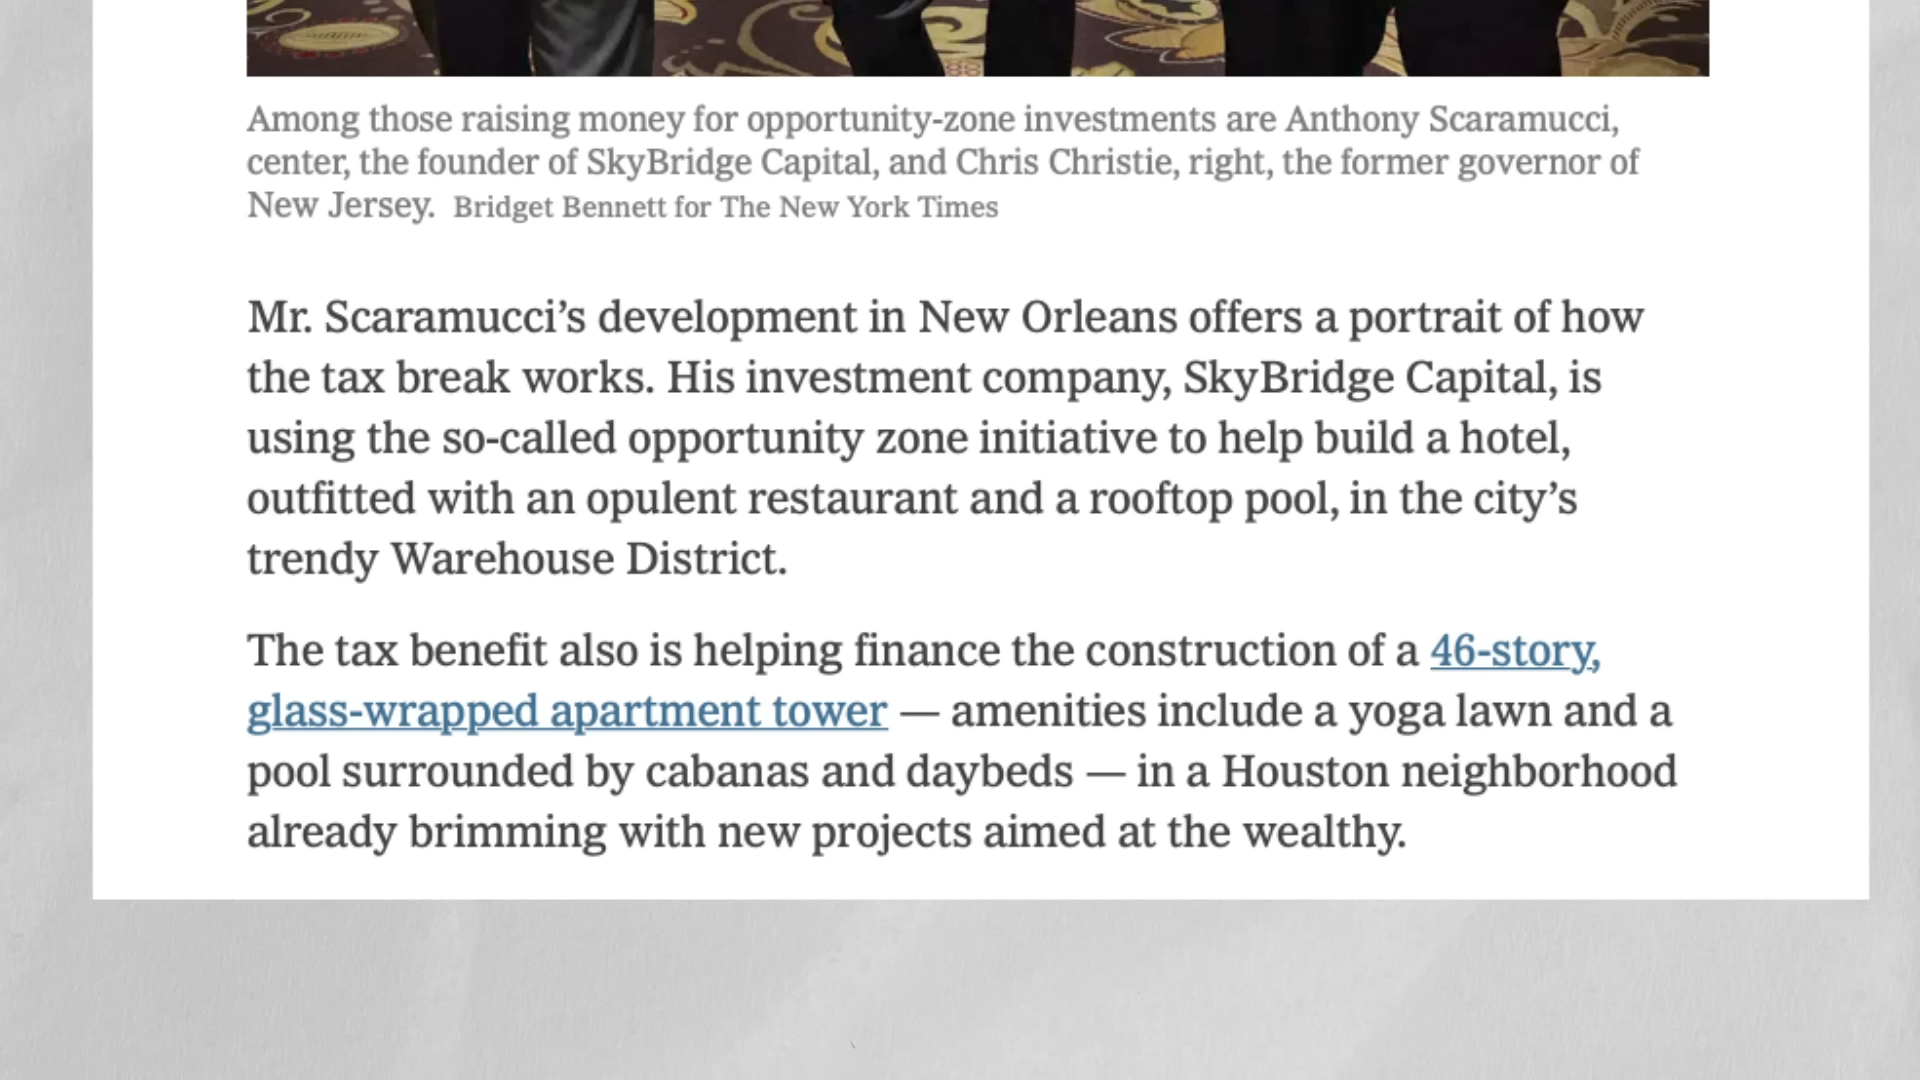 Among those raising money for opportunity-zone investments are Anthony Scaramucci,
center, the founder of SkyBridge Capital, and Chris Christie, right, the former governor of
New Jersey. Bridget Bennett for The New York Times
Mr. Scaramucci’s development in New Orleans offers a portrait of how
the tax break works. His investment company, SkyBridge Capital, is
using the so-called opportunity zone initiative to help build a hotel,
outfitted with an opulent restaurant and a rooftop pool, in the city’s
trendy Warehouse District.
The tax benefit also is helping finance the construction of a 46-story,
glass-wrapped apartment tower — amenities include a yoga lawn and a
pool surrounded by cabanas and daybeds — in a Houston neighborhood
already brimming with new projects aimed at the wealthy.